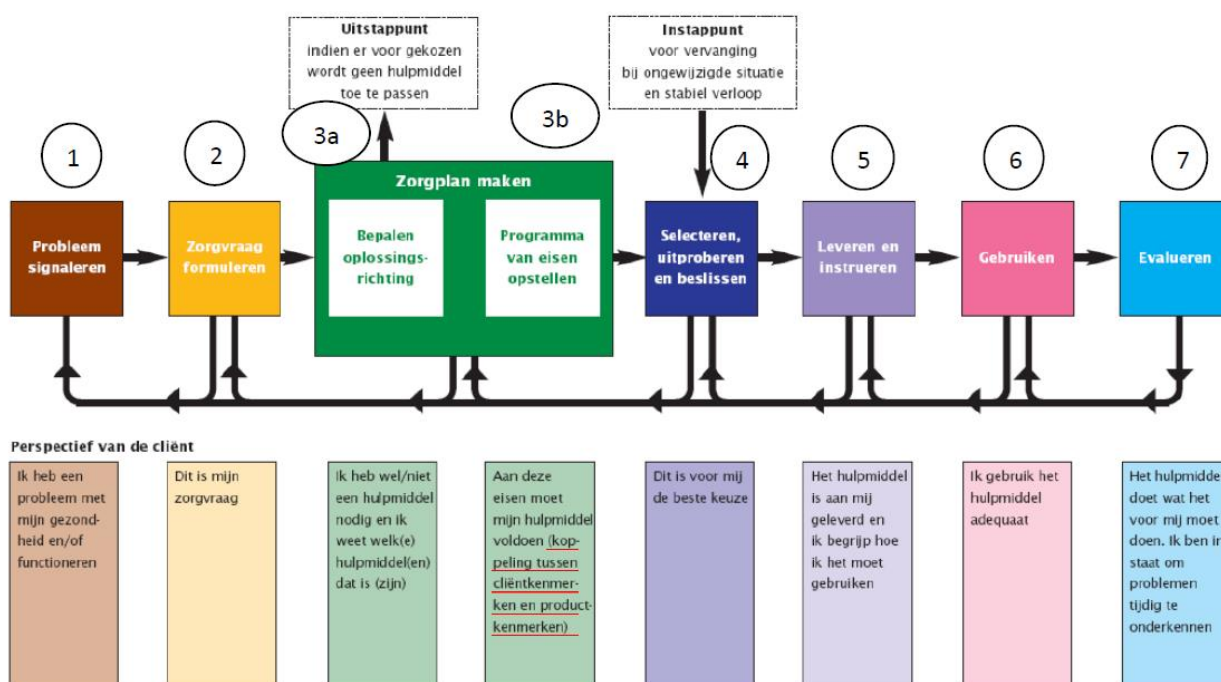 Uitstappunt
indien er voor gekozen
wordt geen hulpmiddel
toe te passen
Instappunt
voor vervanging
bij ongewijzigde situatie
en stabiel verloop
1
2
3a
3b
4
5
6
7
Probleem
signaleren
Zorgvraag
formuleren
Zorgplan maken
Bepalen
oplossings-
richting
Programma
van eisen
opstellen
Selecteren,
uitproberen
en beslissen
Leveren en
instrueren
Gebruiken
Evalueren
Perspectief van de cliënt
Ik heb een
probleem met
mijn gezond-
heid en/of
functioneren
Dit is mijn
zorgvraag
Ik heb wel/niet
een hulpmiddel
nodig en ik
weet welk(e)
hulpmiddel(en)
dat is (zijn)
Aan deze
eisen moet
mijn hulpmiddel
voldoen (kop-
peling tussen
cliëntkenmer-
ken en product-
kenmerken)
Dit is voor mij
de beste keuze
Het hulpmiddel
is aan mij
geleverd en
ik begrijp hoe
ik het moet
gebruiken
Ik gebruik het
hulpmiddel
adequaat
Het hulpmidde
doet wat het
voor mij moet
doen. Ik ben in
staat om
problemen
tijdig te
onderkennen